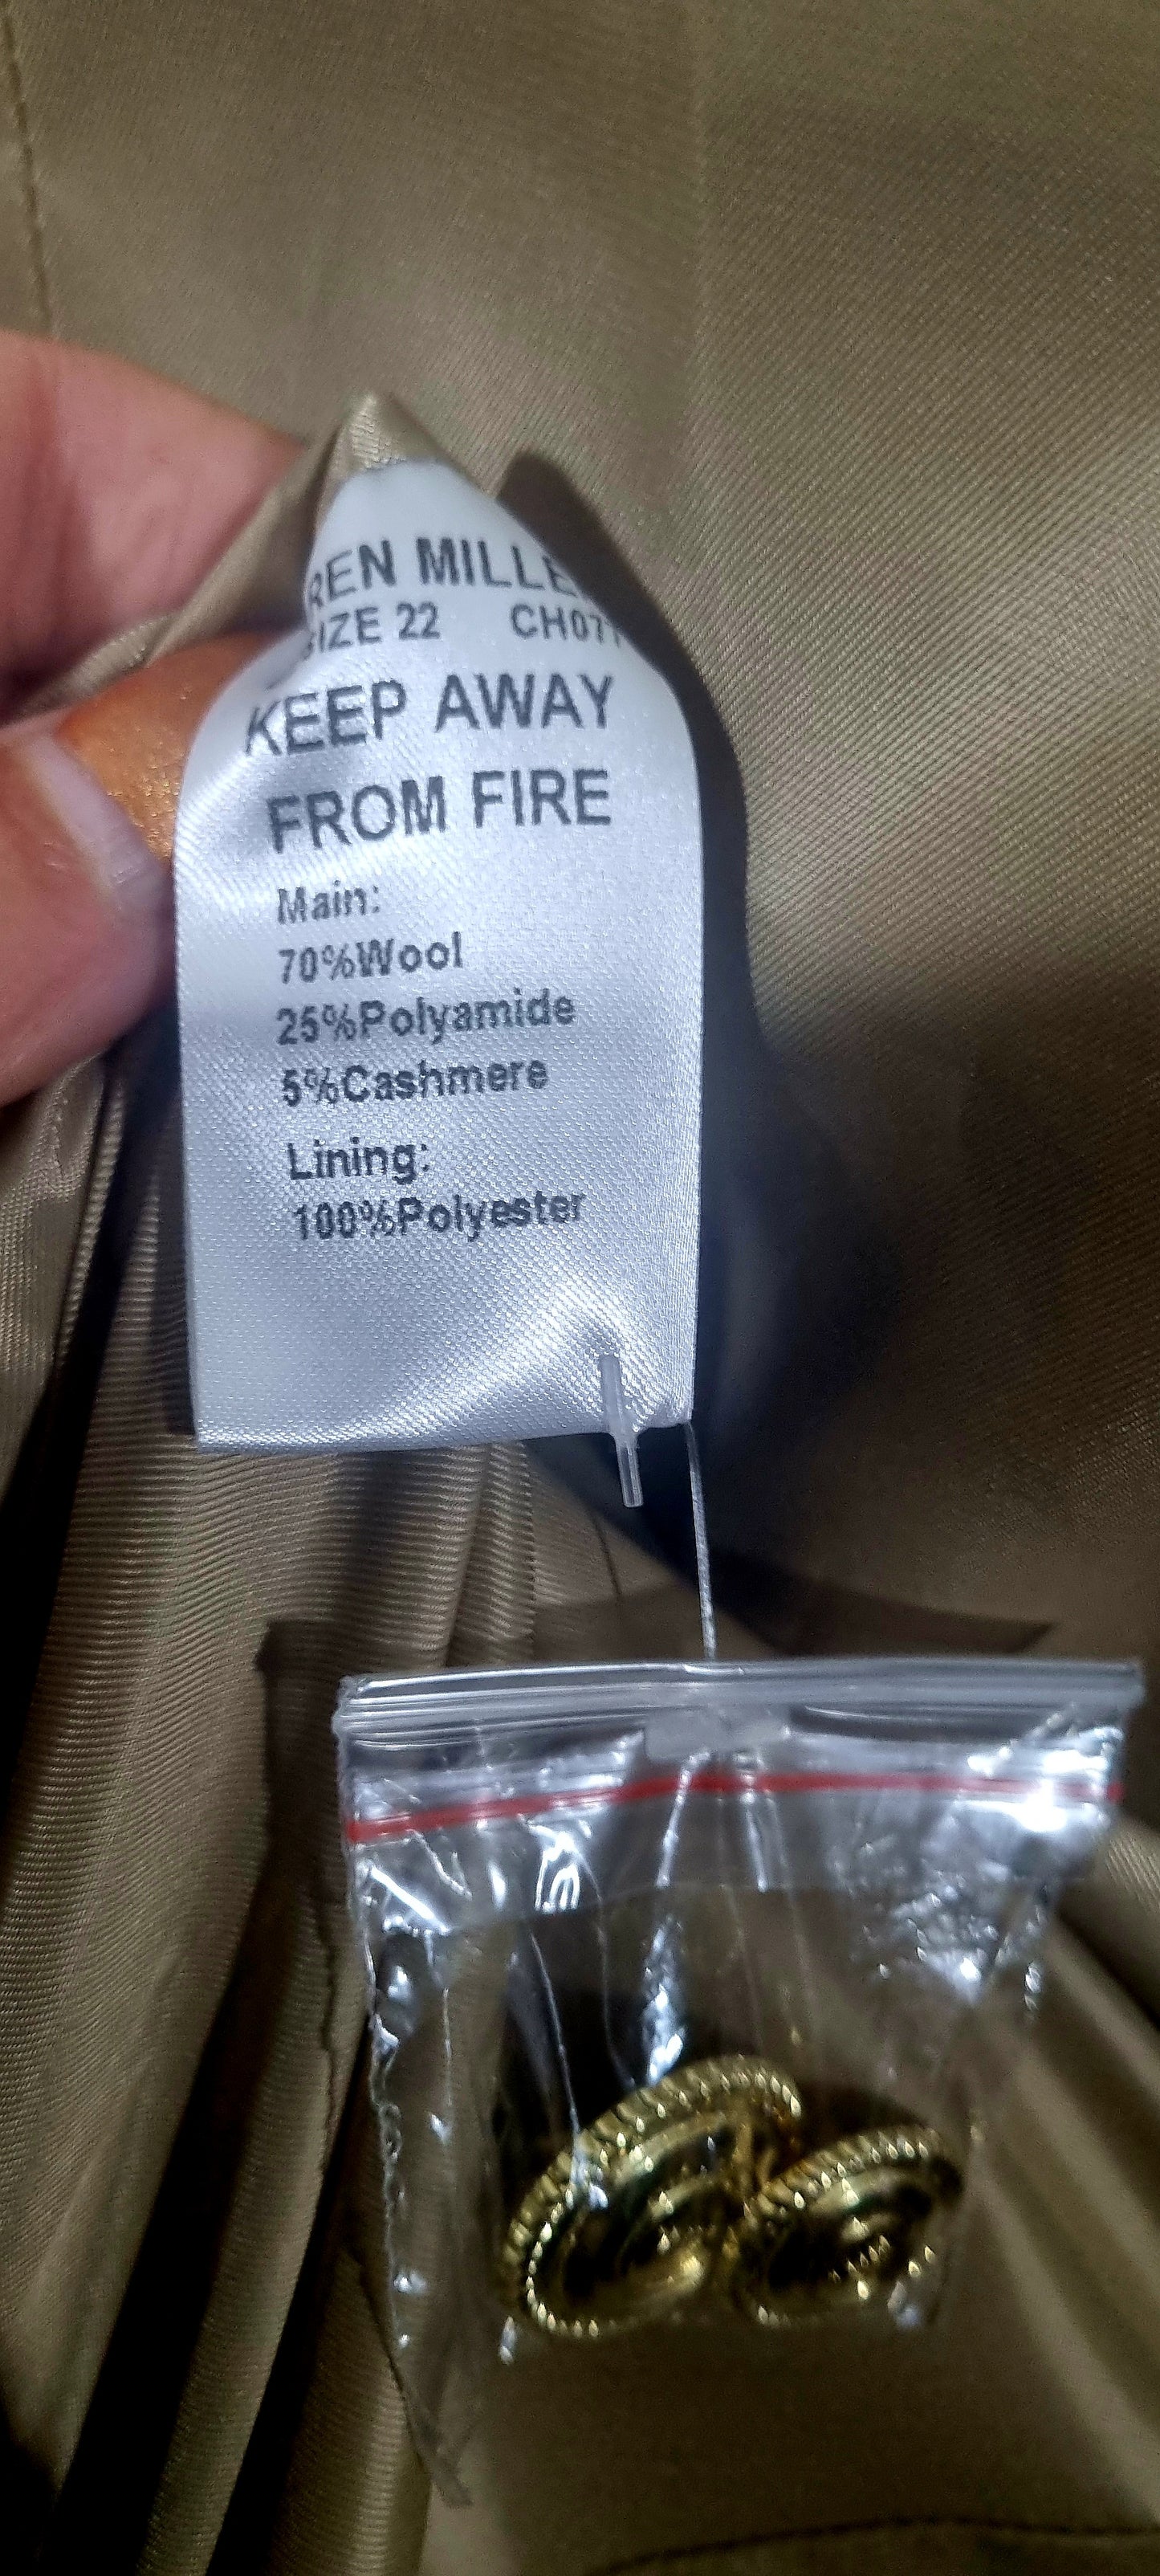 REN MILLE
SIZE 22 CH07
KEEP AWAY
FROM FIRE
Main:
70%Wool
25%Polyamide
5%Cashmere
Lining:
100%Polyester